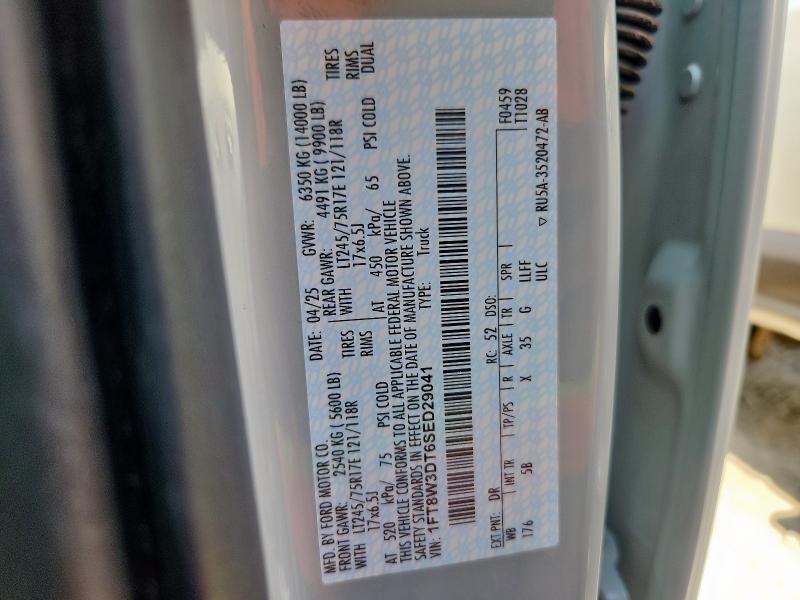 MFD. BY FORD MOTOR CO.
DATE: 04/25 GVWR: 6350 KG (14000 LB)
FRONT GAWR: 2540 KG ( 5600 LB)
REAR GAWR: 4491 KG ( 9900 LB)
WITH LT245/75R17E 121/118R TIRES
WITH LT245/75R17E 121/118R TIRES
17x6.5J RIMS
17x6.5J RIMS
AT 520 kPa/ 75 PSI COLD
AT 450 kPa/ 65 PSI COLD DUAL
THIS VEHICLE CONFORMS TO ALL APPLICABLE FEDERAL MOTOR VEHICLE
SAFETY STANDARDS IN EFFECT ON THE DATE OF MANUFACTURE SHOWN ABOVE.
VIN: 1FT8W3DT6SED29041 TYPE: Truck
EXT PNT: DR RC: 52 DSO: F0459
WB INT TR TP/PS R AXLE TR SPR T1028
176 5B X 35 G LLFF
ULC ▽ RU5A-3520472-AB